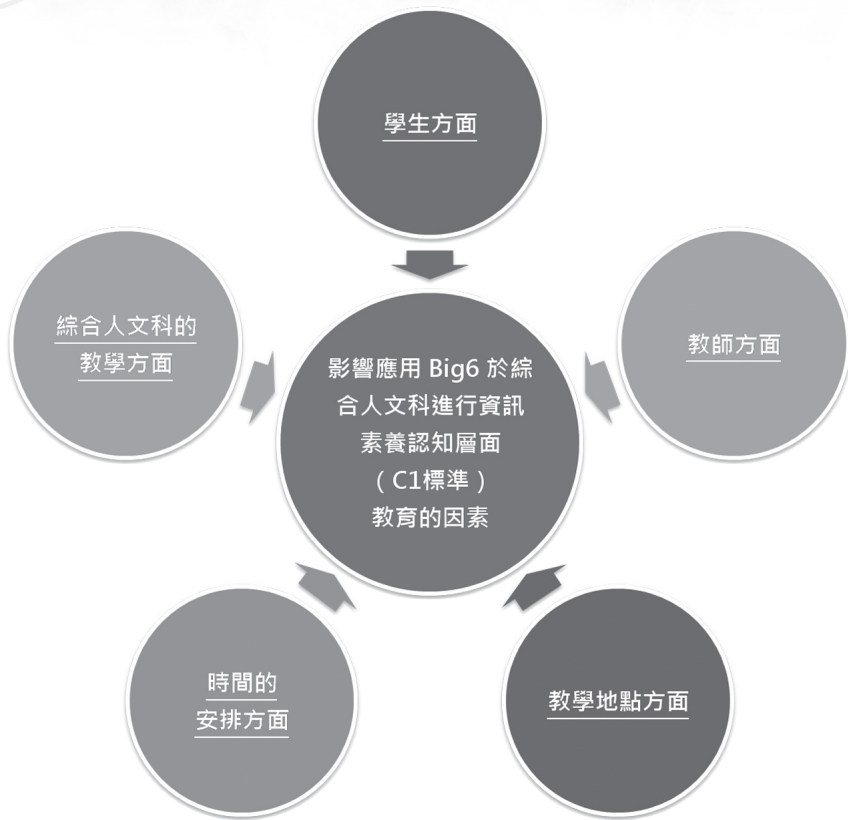 學生方面
綜合人文科的
教學方面
教師方面
影響應用 Big6 於綜
合人文科進行資訊
素養認知層面
（C1標準）
教育的因素
時間的
安排方面
教學地點方面